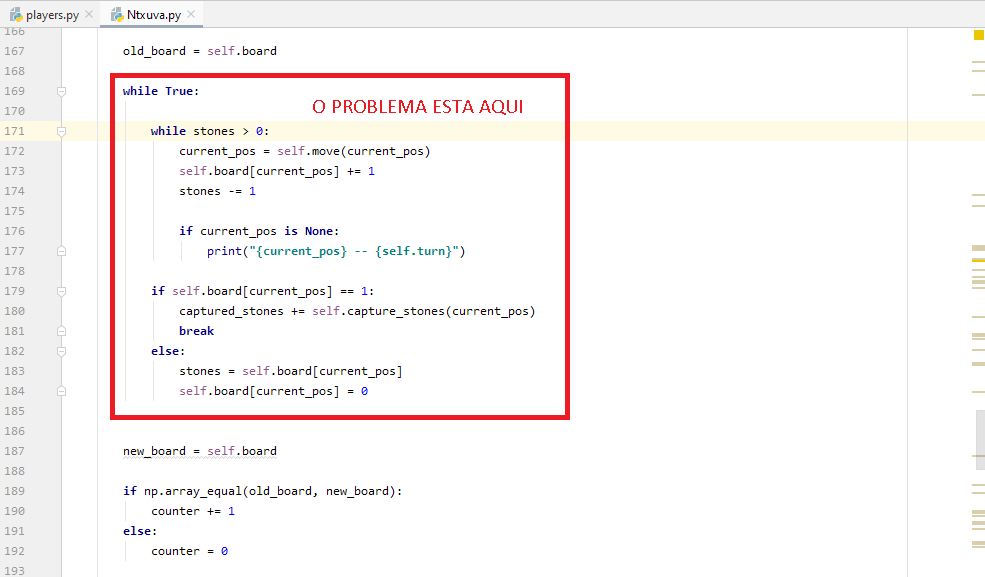 players.py Ntxuva.py
166
167 old_board = self.board
168
169 while True:
O PROBLEMA ESTA AQUI
170
171 while stones > 0:
172 current_pos = self.move(current_pos)
173 self.board[current_pos] += 1
174 stones -= 1
175
176 if current_pos is None:
177 print("{current_pos} -- {self.turn}")
178
179 if self.board[current_pos] == 1:
180 captured_stones += self.capture_stones(current_pos)
181 break
182 else:
183 stones = self.board[current_pos]
184 self.board[current_pos] = 0
185
186
187 new_board = self.board
188
189 if np.array_equal(old_board, new_board):
190 counter += 1
191 else:
192 counter = 0
193